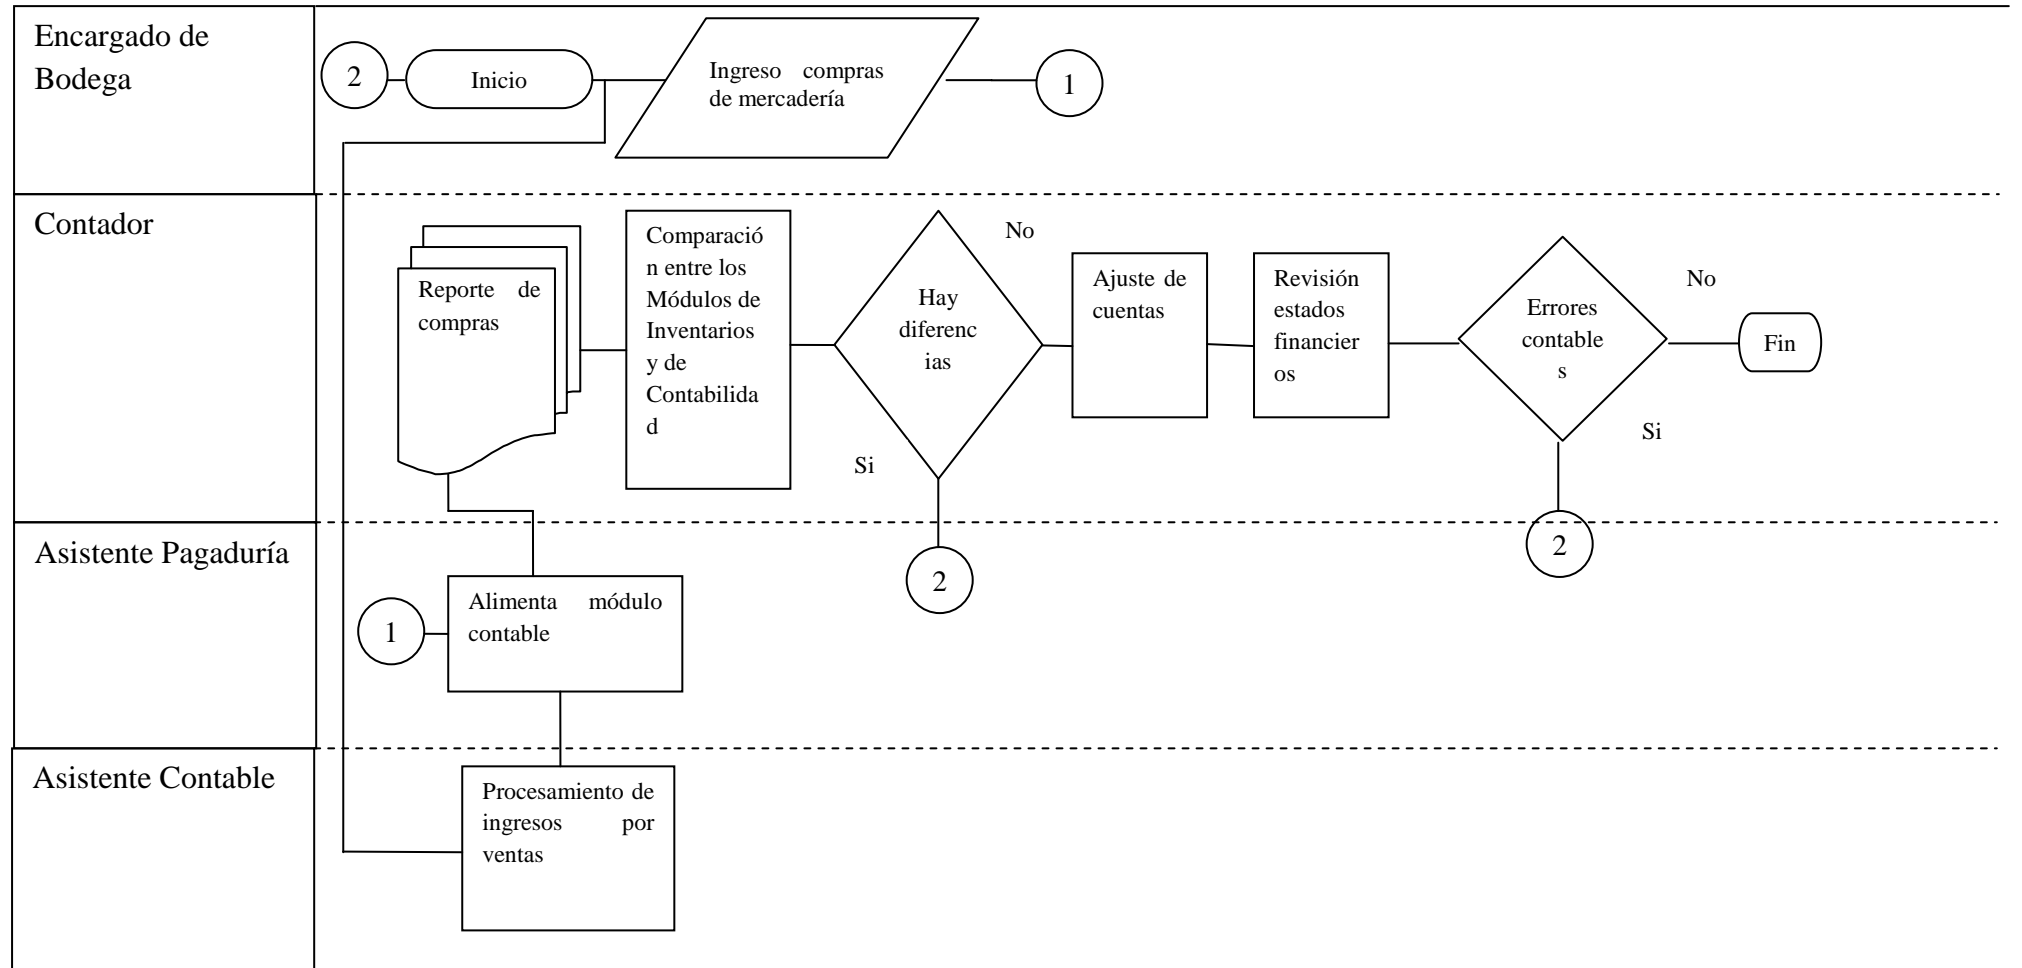 Encargado de
Bodega
2
Inicio
Ingreso compras
de mercadería
1
Contador
Reporte de
compras
Comparació
n entre los
Módulos de
Inventarios
y de
Contabilida
d
Hay
diferenc
ias
No
Si
Ajuste de
cuentas
Revisión
estados
financier
os
Errores
contable
s
No
Si
Fin
Asistente Pagaduría
1
Alimenta módulo
contable
2
2
Asistente Contable
Procesamiento de
ingresos por
ventas